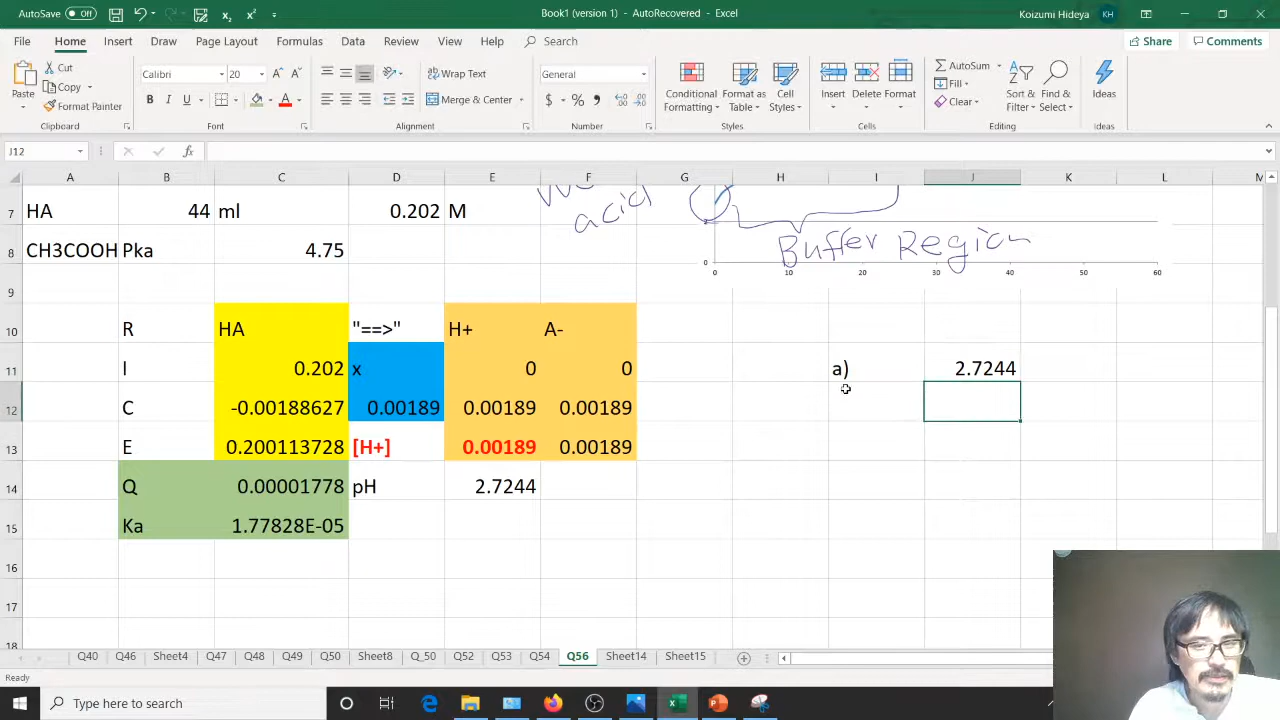 AutoSave Off Book1 (version 1) - AutoRecovered - Excel Koizumi Hideya KH
File Home Insert Draw Page Layout Formulas Data Review View Help Search Share Comments
Paste Cut Copy Format Painter
Calibri 20 Wrap Text General AutoSum
B I U Merge & Center $ % Conditional Formatting Format as Table Cell Styles Insert Delete Format Fill Clear Sort & Filter Find & Select Ideas
Clipboard Font Alignment Number Styles Cells Editing Ideas
J12 fx
A B C D E F G H I J K L M
7 HA 44 ml 0.202 M
acid
8 CH3COOH Pka 4.75
Buffer Region
0
0 10 20 30 40 50 60
9
10 R HA "==>" H+ A-
11 I 0.202 x 0 0 a) 2.7244
12 C -0.00188627 0.00189 0.00189 0.00189
13 E 0.200113728 [H+] 0.00189 0.00189
14 Q 0.00001778 pH 2.7244
15 Ka 1.77828E-05
16
17
18
Q40 Q46 Sheet4 Q47 Q48 Q49 Q50 Sheet8 Q_50 Q52 Q53 Q54 Q56 Sheet14 Sheet15
Ready
Type here to search